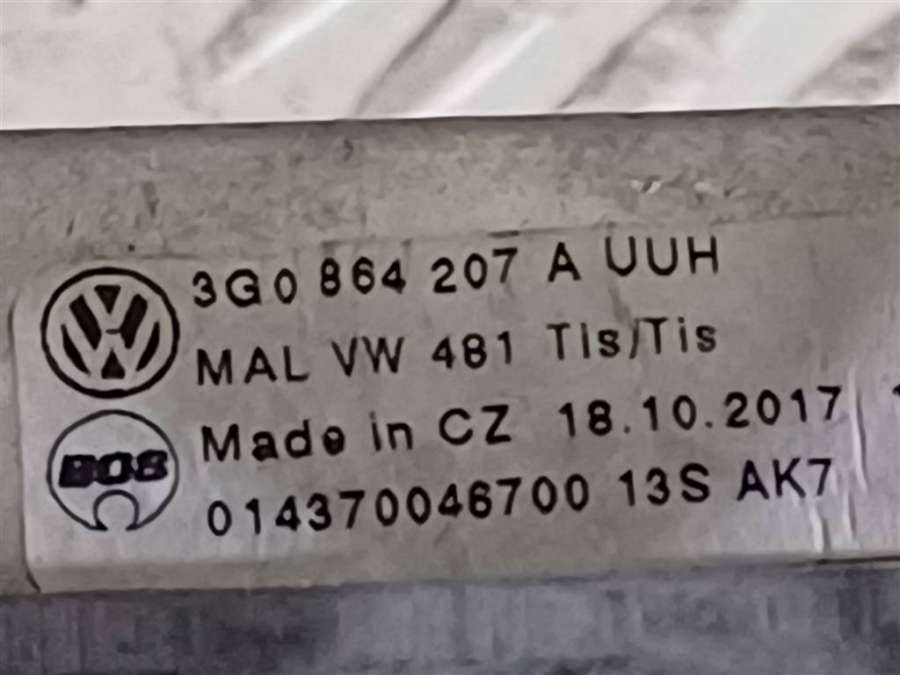 3G0 864 207 A UUH
MAL VW 481 TIs/Tis
Made in CZ 18.10.2017
BOS
014370046700 13S AK7